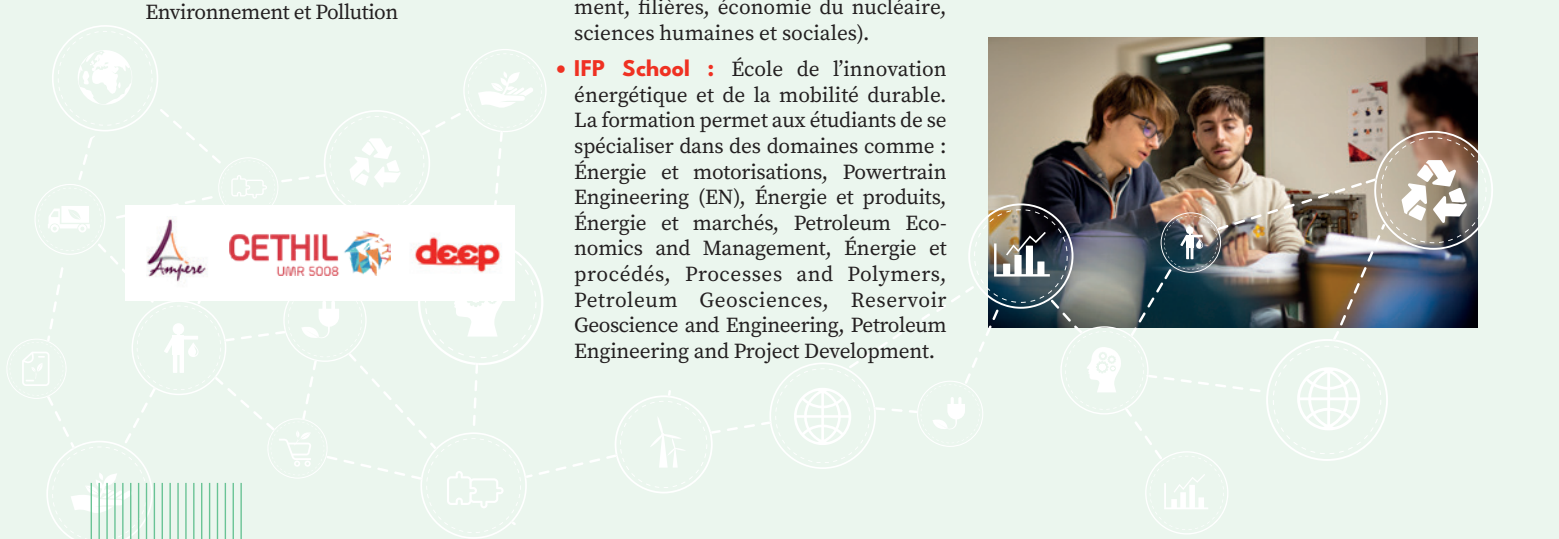 Environnement et Pollution
Ampère
CETHIL
UMR 5008
deep
ment, filières, économie du nucléaire,
sciences humaines et sociales).
• IFP School : École de l’innovation
énergétique et de la mobilité durable.
La formation permet aux étudiants de se
spécialiser dans des domaines comme :
Énergie et motorisations, Powertrain
Engineering (EN), Énergie et produits,
Énergie et marchés, Petroleum Eco-
nomics and Management, Énergie et
procédés, Processes and Polymers,
Petroleum Geosciences, Reservoir
Geoscience and Engineering, Petroleum
Engineering and Project Development.